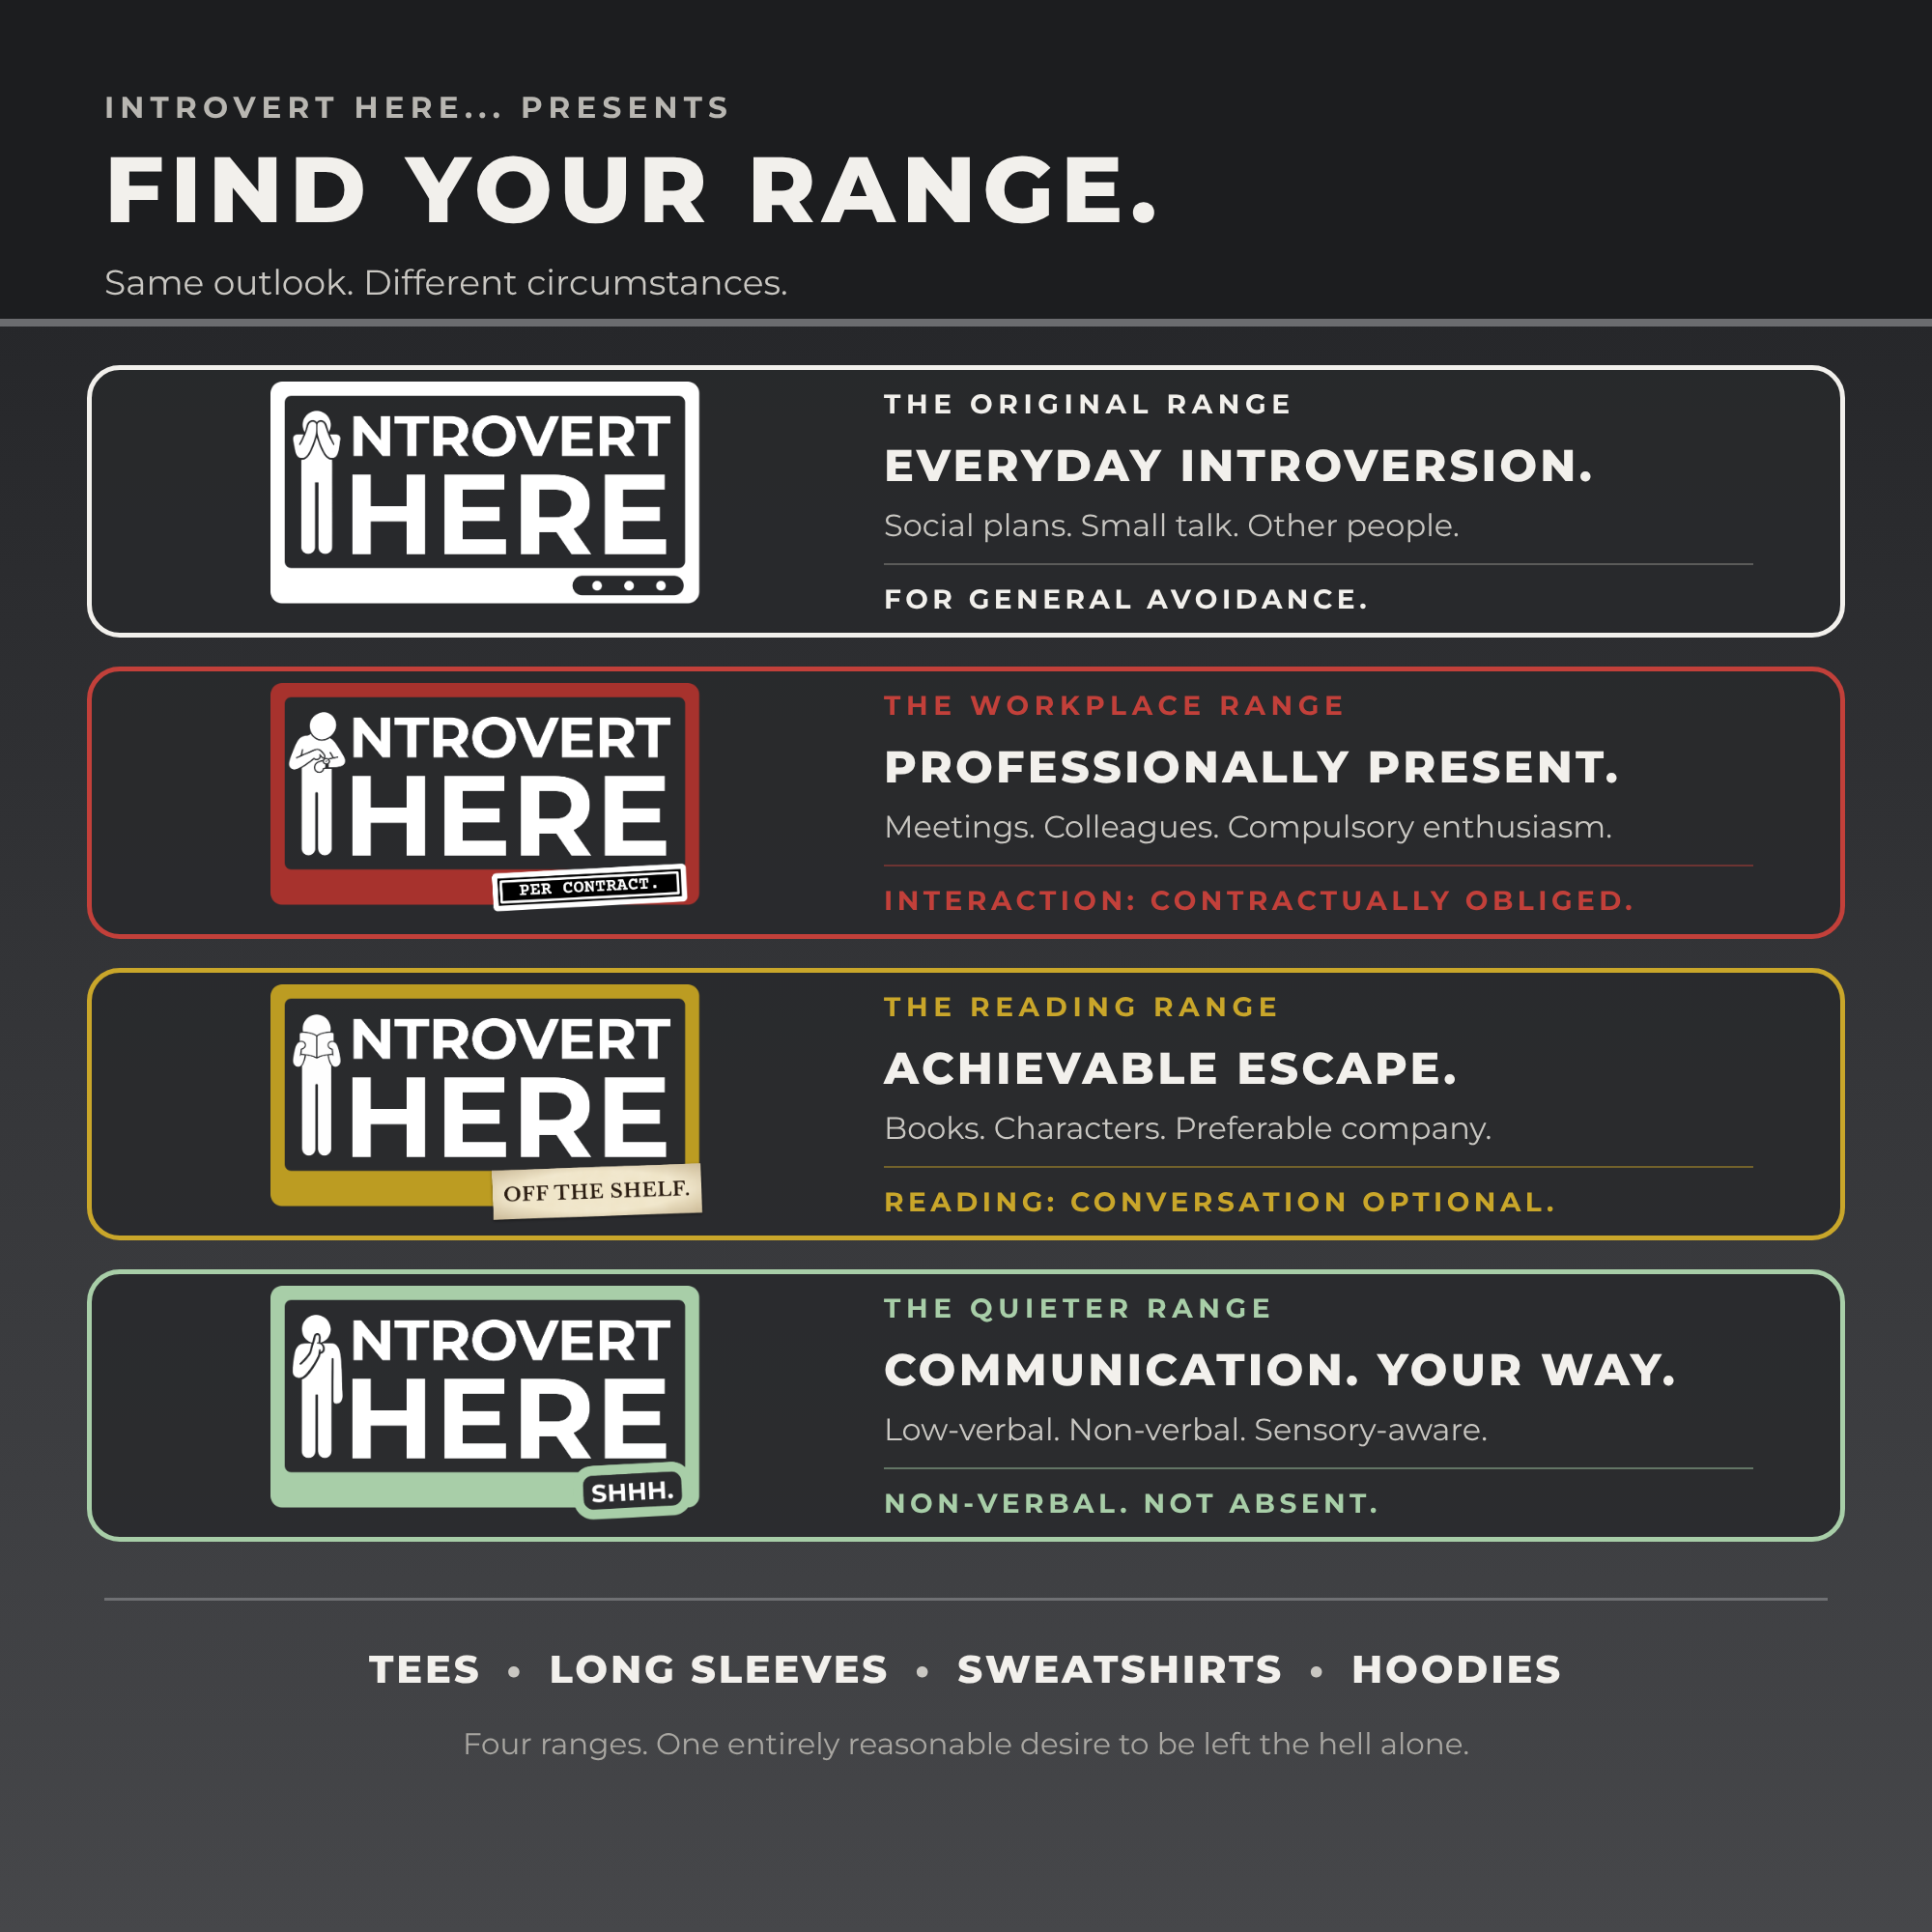 INTROVERT HERE... PRESENTS
FIND YOUR RANGE.
Same outlook. Different circumstances.
NTROVERT
HERE
THE ORIGINAL RANGE
EVERYDAY INTROVERSION.
Social plans. Small talk. Other people.
FOR GENERAL AVOIDANCE.
NTROVERT
HERE
PER CONTRACT.
THE WORKPLACE RANGE
PROFESSIONALLY PRESENT.
Meetings. Colleagues. Compulsory enthusiasm.
INTERACTION: CONTRACTUALLY OBLIGED.
NTROVERT
HERE
OFF THE SHELF.
THE READING RANGE
ACHIEVABLE ESCAPE.
Books. Characters. Preferable company.
READING: CONVERSATION OPTIONAL.
NTROVERT
HERE
SHHH.
THE QUIETER RANGE
COMMUNICATION. YOUR WAY.
Low-verbal. Non-verbal. Sensory-aware.
NON-VERBAL. NOT ABSENT.
TEES • LONG SLEEVES • SWEATSHIRTS • HOODIES
Four ranges. One entirely reasonable desire to be left the hell alone.